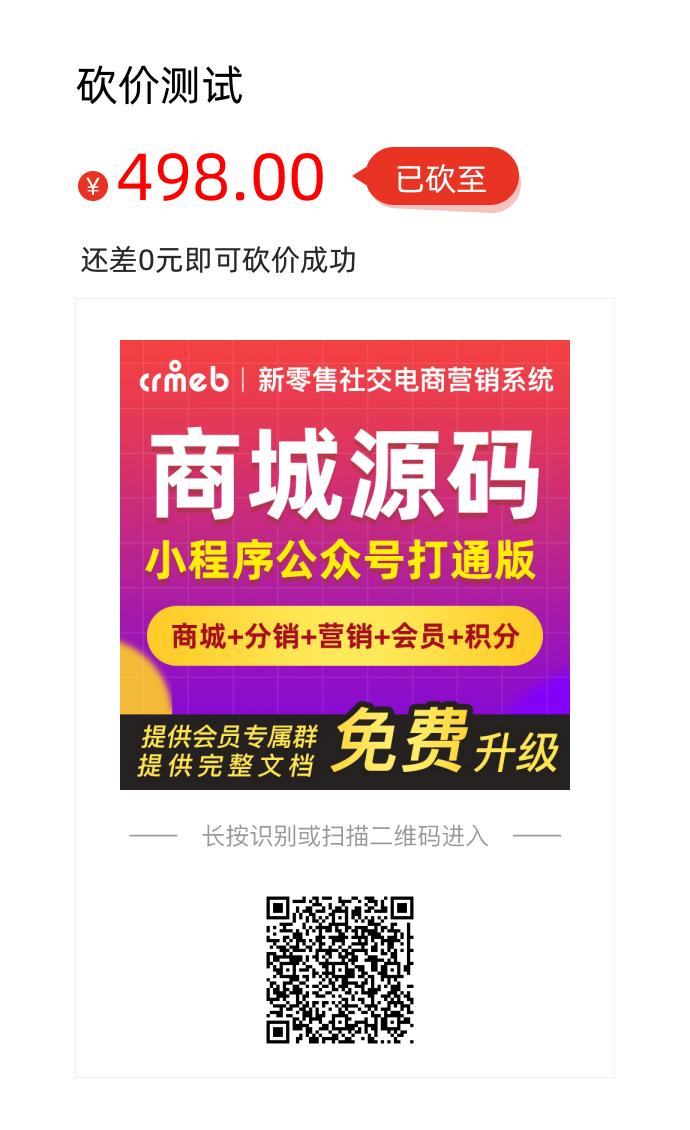 砍价测试
¥ 498.00 已砍至
还差0元即可砍价成功
crmeb | 新零售社交电商营销系统
商城源码
小程序公众号打通版
商城+分销+营销+会员+积分
提供会员专属群
提供完整文档
免费升级
长按识别或扫描二维码进入